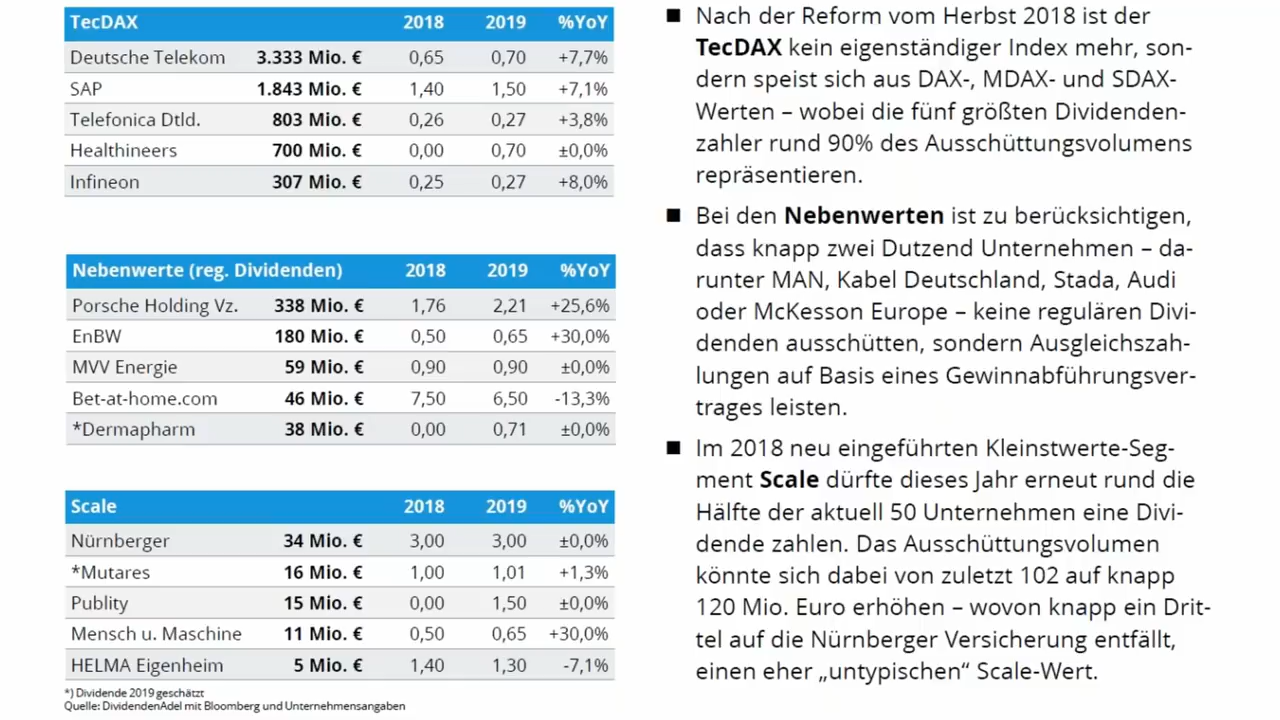 TecDAX 2018 2019 %YoY
Deutsche Telekom 3.333 Mio. € 0,65 0,70 +7,7%
SAP 1.843 Mio. € 1,40 1,50 +7,1%
Telefonica Dtld. 803 Mio. € 0,26 0,27 +3,8%
Healthineers 700 Mio. € 0,00 0,70 ±0,0%
Infineon 307 Mio. € 0,25 0,27 +8,0%
Nebenwerte (reg. Dividenden) 2018 2019 %YoY
Porsche Holding Vz. 338 Mio. € 1,76 2,21 +25,6%
EnBW 180 Mio. € 0,50 0,65 +30,0%
MVV Energie 59 Mio. € 0,90 0,90 ±0,0%
Bet-at-home.com 46 Mio. € 7,50 6,50 -13,3%
*Dermapharm 38 Mio. € 0,00 0,71 ±0,0%
Scale 2018 2019 %YoY
Nürnberger 34 Mio. € 3,00 3,00 ±0,0%
*Mutares 16 Mio. € 1,00 1,01 +1,3%
Publity 15 Mio. € 0,00 1,50 ±0,0%
Mensch u. Maschine 11 Mio. € 0,50 0,65 +30,0%
HELMA Eigenheim 5 Mio. € 1,40 1,30 -7,1%
*) Dividende 2019 geschätzt
Quelle: DividendenAdel mit Bloomberg und Unternehmensangaben
■ Nach der Reform vom Herbst 2018 ist der
TecDAX kein eigenständiger Index mehr, son-
dern speist sich aus DAX-, MDAX- und SDAX-
Werten – wobei die fünf größten Dividenden-
zahler rund 90% des Ausschüttungsvolumens
repräsentieren.
■ Bei den Nebenwerten ist zu berücksichtigen,
dass knapp zwei Dutzend Unternehmen – da-
runter MAN, Kabel Deutschland, Stada, Audi
oder McKesson Europe – keine regulären Divi-
denden ausschütten, sondern Ausgleichszah-
lungen auf Basis eines Gewinnabführungsver-
trages leisten.
■ Im 2018 neu eingeführten Kleinstwerte-Seg-
ment Scale dürfte dieses Jahr erneut rund die
Hälfte der aktuell 50 Unternehmen eine Divi-
dende zahlen. Das Ausschüttungsvolumen
könnte sich dabei von zuletzt 102 auf knapp
120 Mio. Euro erhöhen – wovon knapp ein Drit-
tel auf die Nürnberger Versicherung entfällt,
einen eher „untypischen“ Scale-Wert.